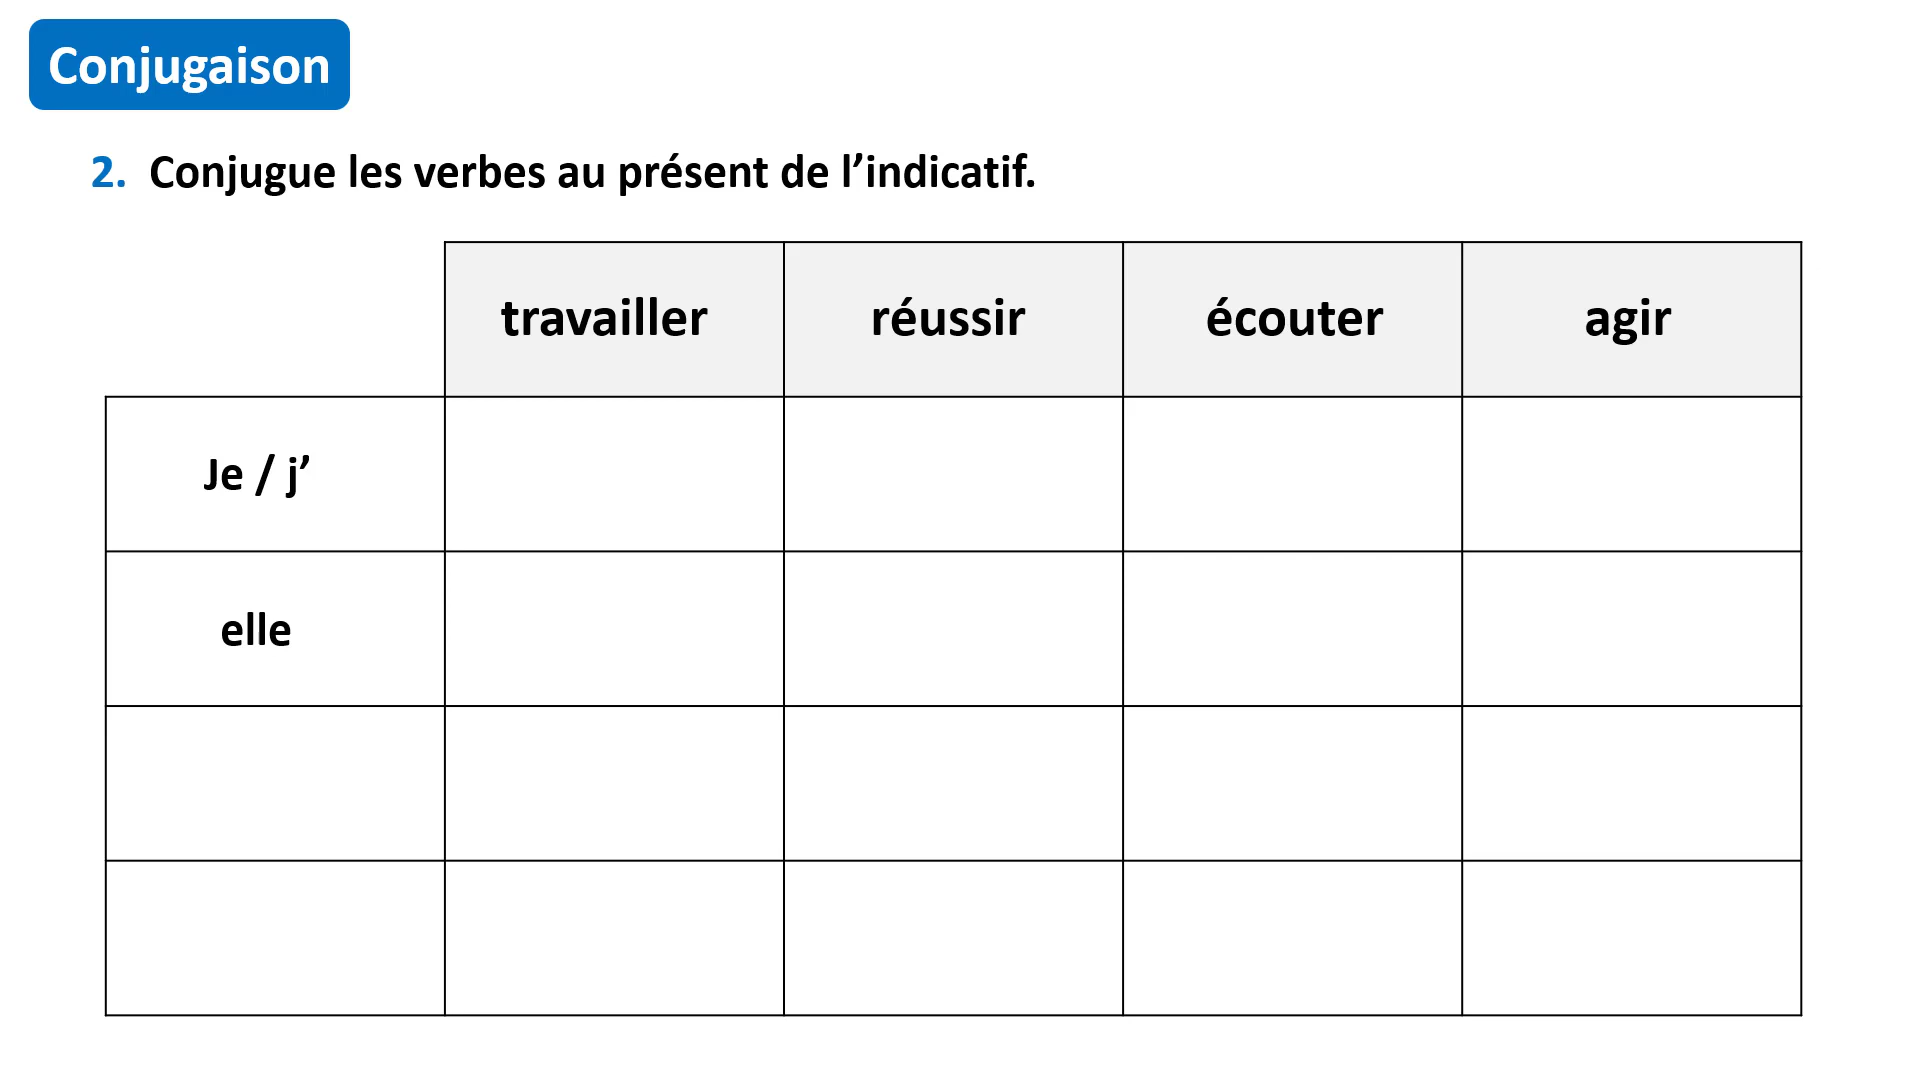 Conjugaison
2. Conjugue les verbes au présent de l’indicatif.
travailler réussir écouter agir
Je / j’
elle